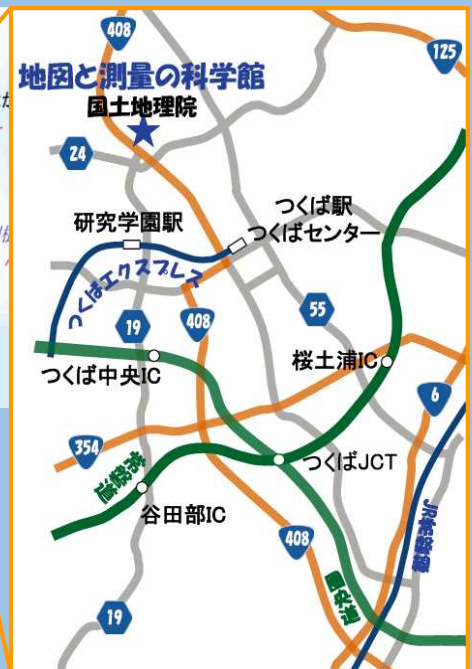 408
125
地図と測量の科学館
国土地理院
24
つくば駅
研究学園駅
つくばセンター
つくばエクスプレス
55
19
408
桜土浦IC
つくば中央IC
6
354
常磐道
つくばJCT
谷田部IC
408
JR常磐線
圏央道
19